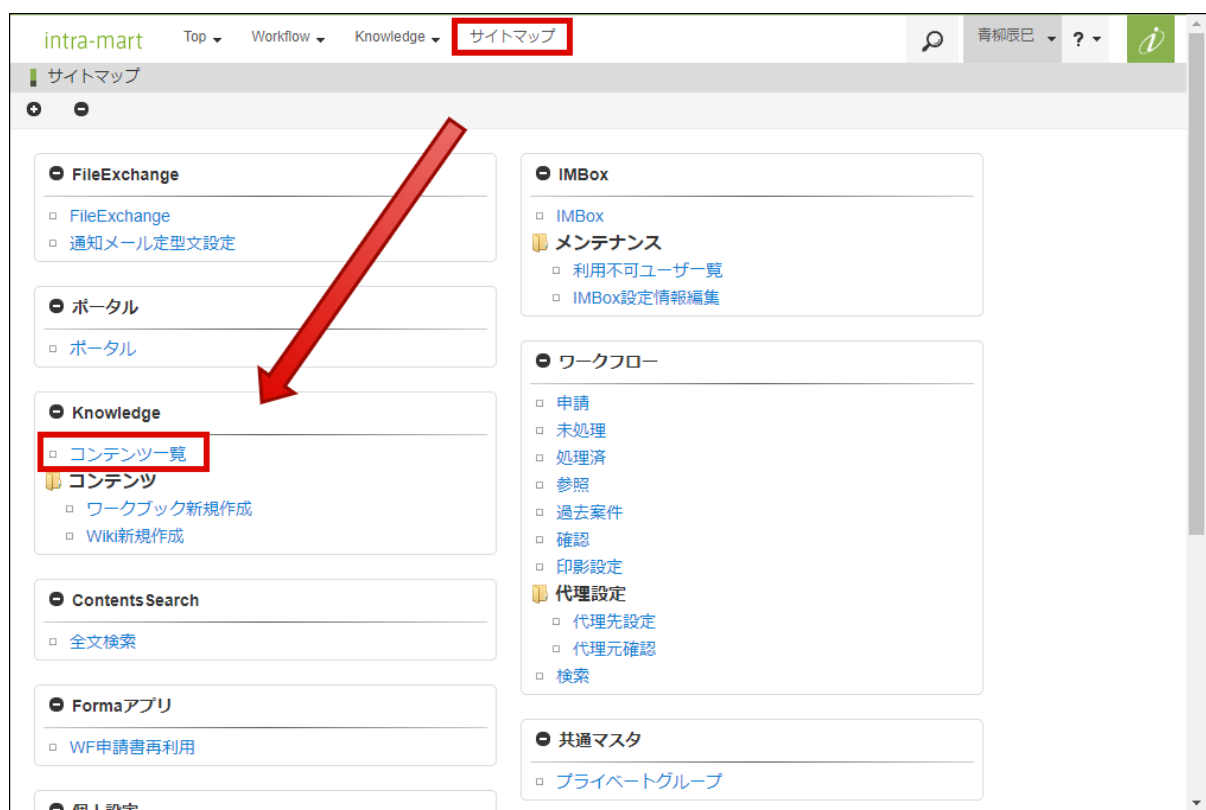 intra-mart Top Workflow Knowledge サイトマップ 青柳辰巳 ?
サイトマップ
FileExchange
FileExchange
通知メール定型文設定
ポータル
ポータル
Knowledge
コンテンツ一覧
コンテンツ
ワークブック新規作成
Wiki新規作成
ContentsSearch
全文検索
Formaアプリ
WF申請書再利用
個人設定
IMBox
IMBox
メンテナンス
利用不可ユーザ一覧
IMBox設定情報編集
ワークフロー
申請
未処理
処理済
参照
過去案件
確認
印影設定
代理設定
代理先設定
代理元確認
検索
共通マスタ
プライベートグループ